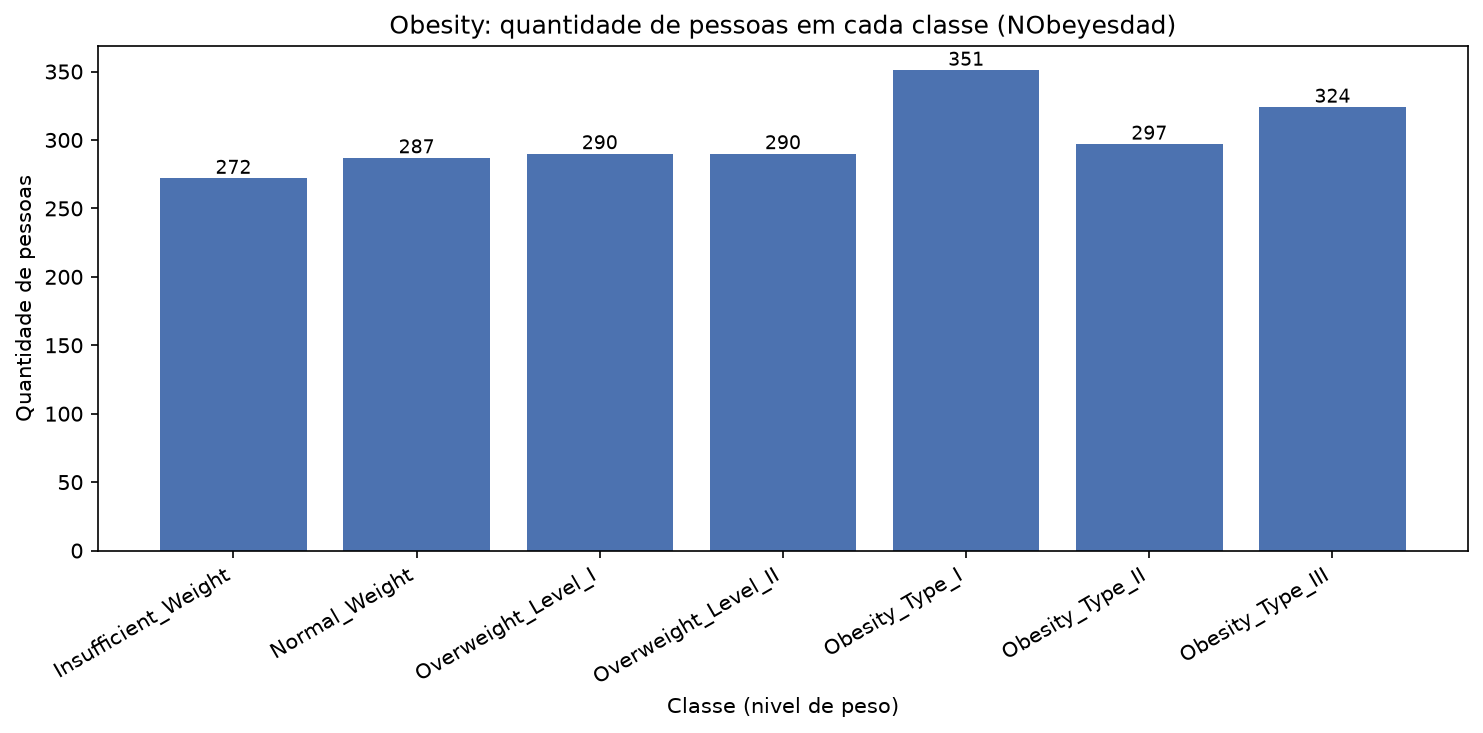 Obesity: quantidade de pessoas em cada classe (NObeyesdad)
Quantidade de pessoas
350
300
250
200
150
100
50
0
272
287
290
290
351
297
324
Insufficient_Weight
Normal_Weight
Overweight_Level_I
Overweight_Level_II
Obesity_Type_I
Obesity_Type_II
Obesity_Type_III
Classe (nivel de peso)